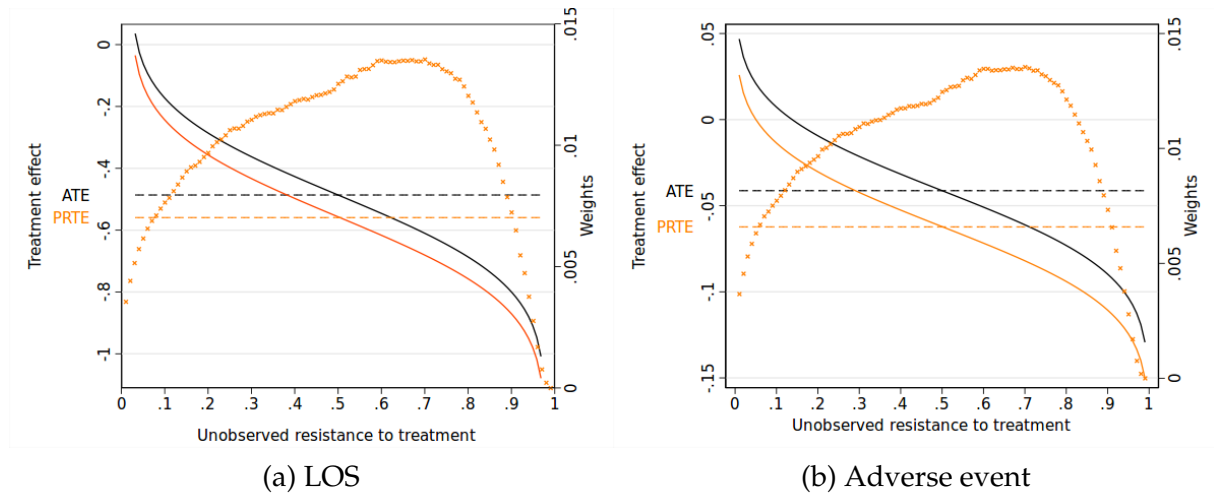 0
-.2
-.4
-.6
-.8
-1
Treatment effect
ATE
PRTE
.015
.01
.005
0
Weights
0 .1 .2 .3 .4 .5 .6 .7 .8 .9 1
Unobserved resistance to treatment
(a) LOS
.05
0
-.05
-.1
-.15
Treatment effect
ATE
PRTE
.015
.01
.005
0
Weights
0 .1 .2 .3 .4 .5 .6 .7 .8 .9 1
Unobserved resistance to treatment
(b) Adverse event